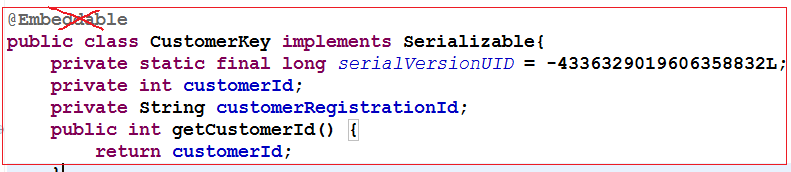 @Embeddable
public class CustomerKey implements Serializable{
    private static final long serialVersionUID = -4336329019606358832L;
    private int customerId;
    private String customerRegistrationId;
    public int getCustomerId() {
        return customerId;
    }